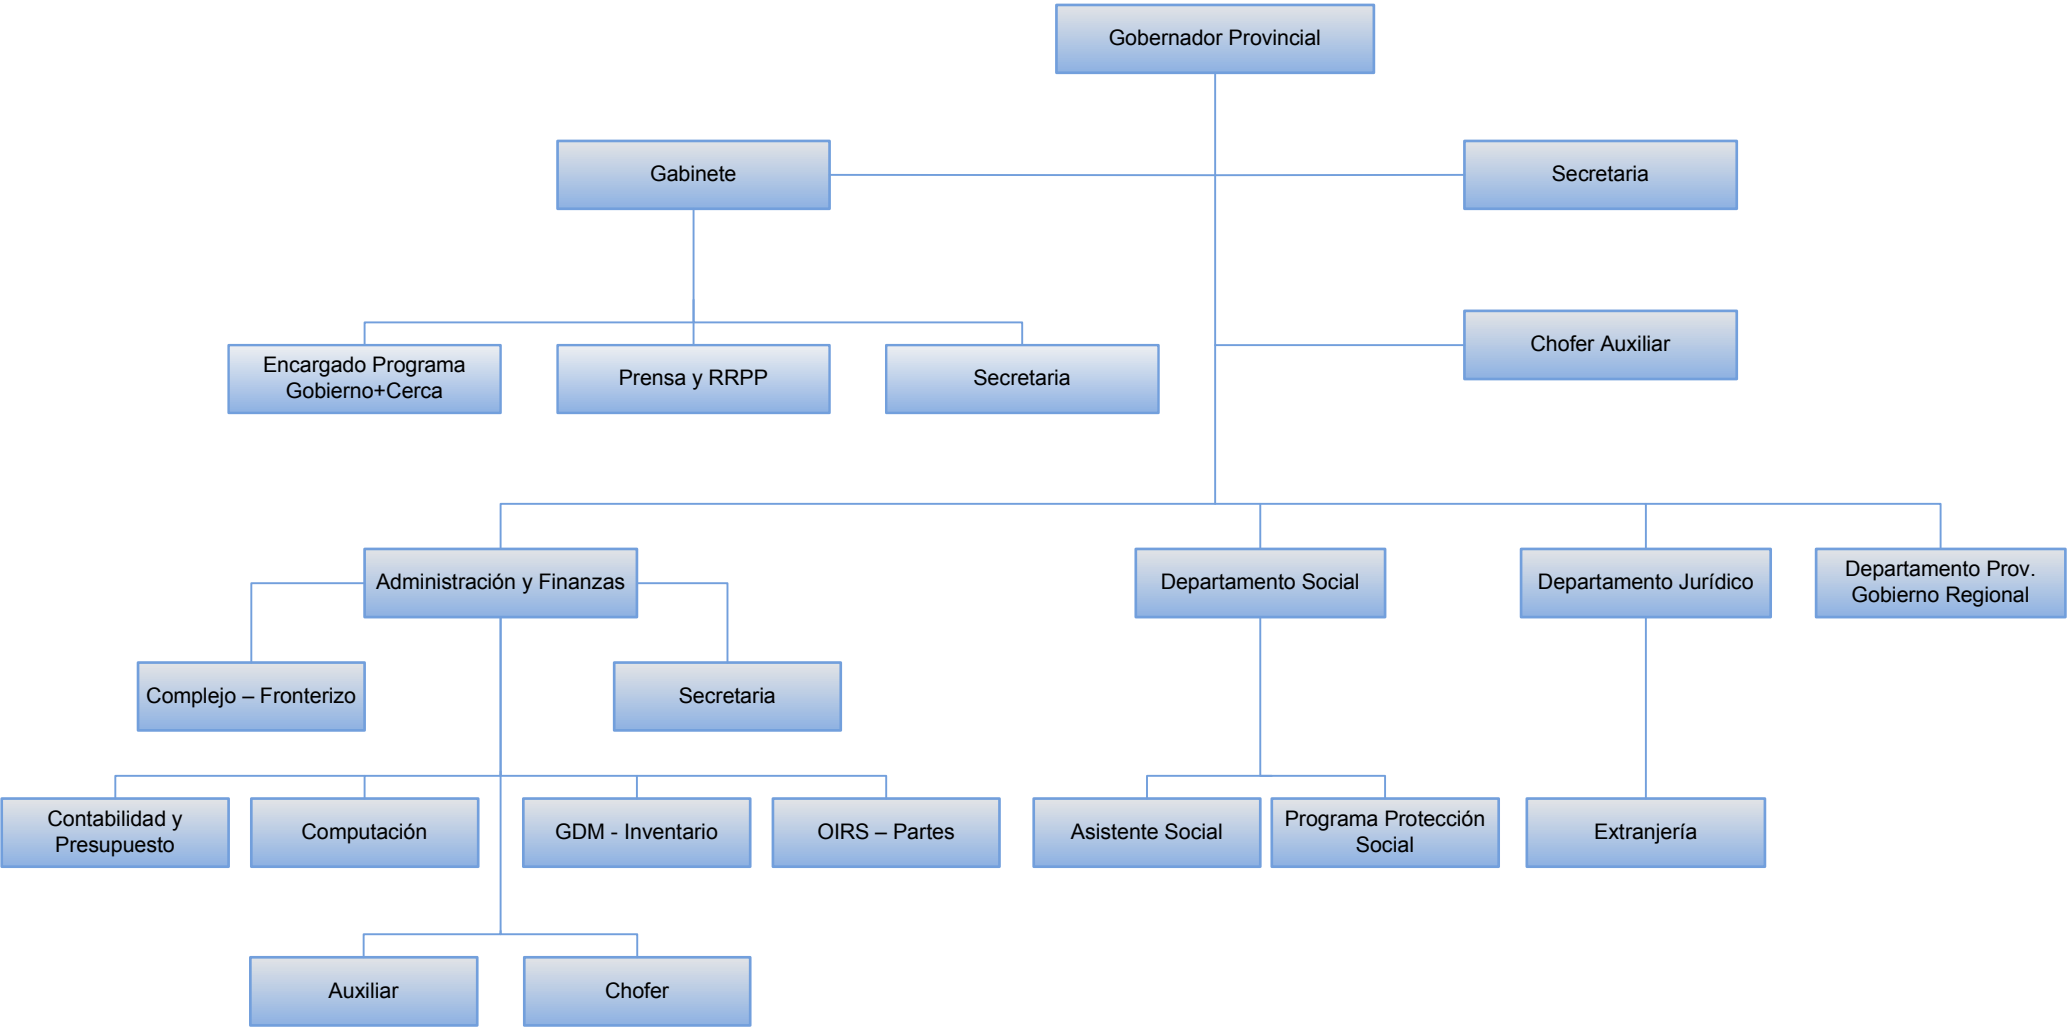 Gobernador Provincial
Gabinete
Secretaria
Chofer Auxiliar
Encargado Programa
Gobierno+Cerca
Prensa y RRPP
Secretaria
Administración y Finanzas
Departamento Social
Departamento Jurídico
Departamento Prov.
Gobierno Regional
Complejo – Fronterizo
Secretaria
Contabilidad y
Presupuesto
Computación
GDM - Inventario
OIRS – Partes
Asistente Social
Programa Protección
Social
Extranjería
Auxiliar
Chofer